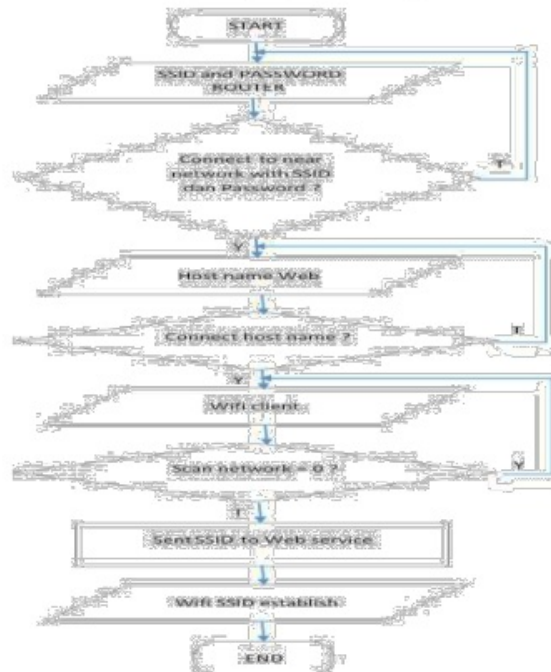 START
SSID and PASSWORD
ROUTER
Connect to near
network with SSID
dan Password ?
T
Y
Host name Web
Connect host name ?
T
Y
Wifi client
Scan network = 0 ?
Y
T
Sent SSID to Web service
Wifi SSID establish
END